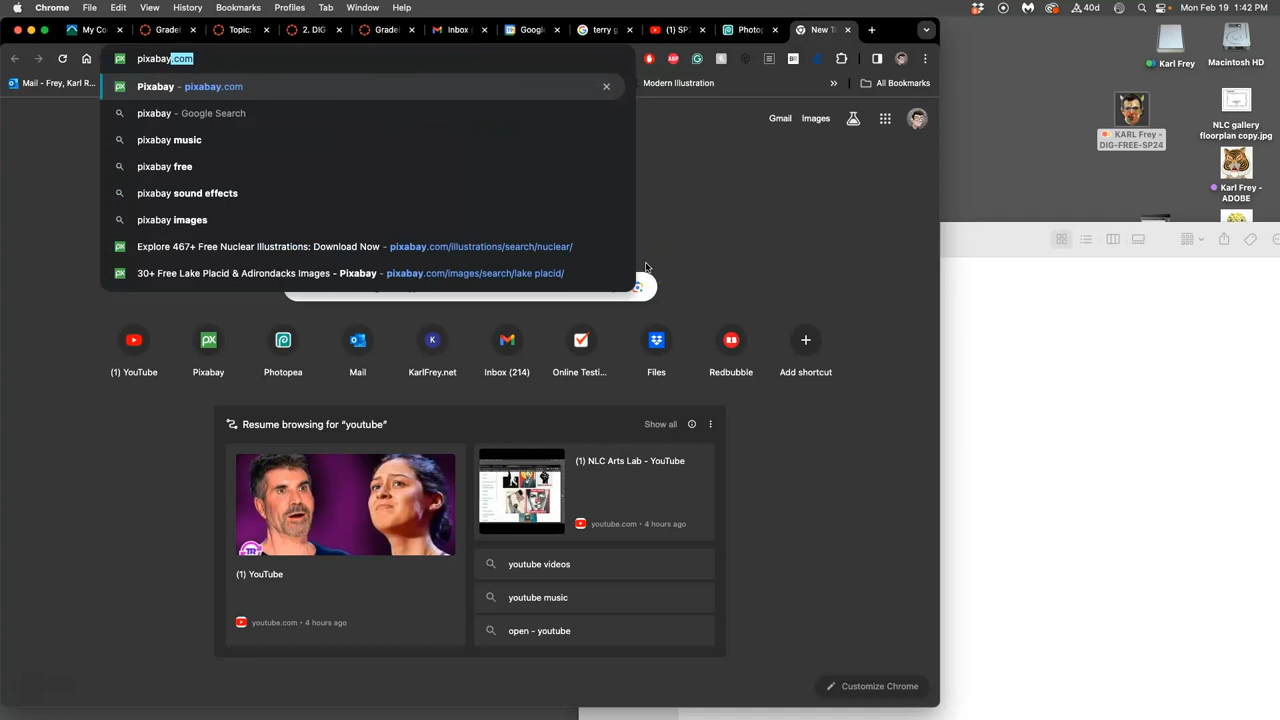 Chrome File Edit View History Bookmarks Profiles Tab Window Help
40d Mon Feb 19 1:42 PM
My Co Gradel Topic: 2. DIG Gradel Inbox ( Googl terry g (1) SP2 Photop New Ta
pixabay.com
Mail - Frey, Karl R
Modern Illustration All Bookmarks
Pixabay - pixabay.com
pixabay - Google Search
pixabay music
pixabay free
pixabay sound effects
pixabay images
Explore 467+ Free Nuclear Illustrations: Download Now - pixabay.com/illustrations/search/nuclear/
30+ Free Lake Placid & Adirondacks Images - Pixabay - pixabay.com/images/search/lake placid/
Gmail Images
(1) YouTube Pixabay Photopea Mail KarlFrey.net Inbox (214) Online Testi... Files Redbubble Add shortcut
Resume browsing for "youtube" Show all
(1) YouTube
youtube.com • 4 hours ago
(1) NLC Arts Lab - YouTube
youtube.com • 4 hours ago
youtube videos
youtube music
open - youtube
Customize Chrome
Karl Frey
Macintosh HD
KARL Frey -
DIG-FREE-SP24
NLC gallery
floorplan copy.jpg
Karl Frey -
ADOBE